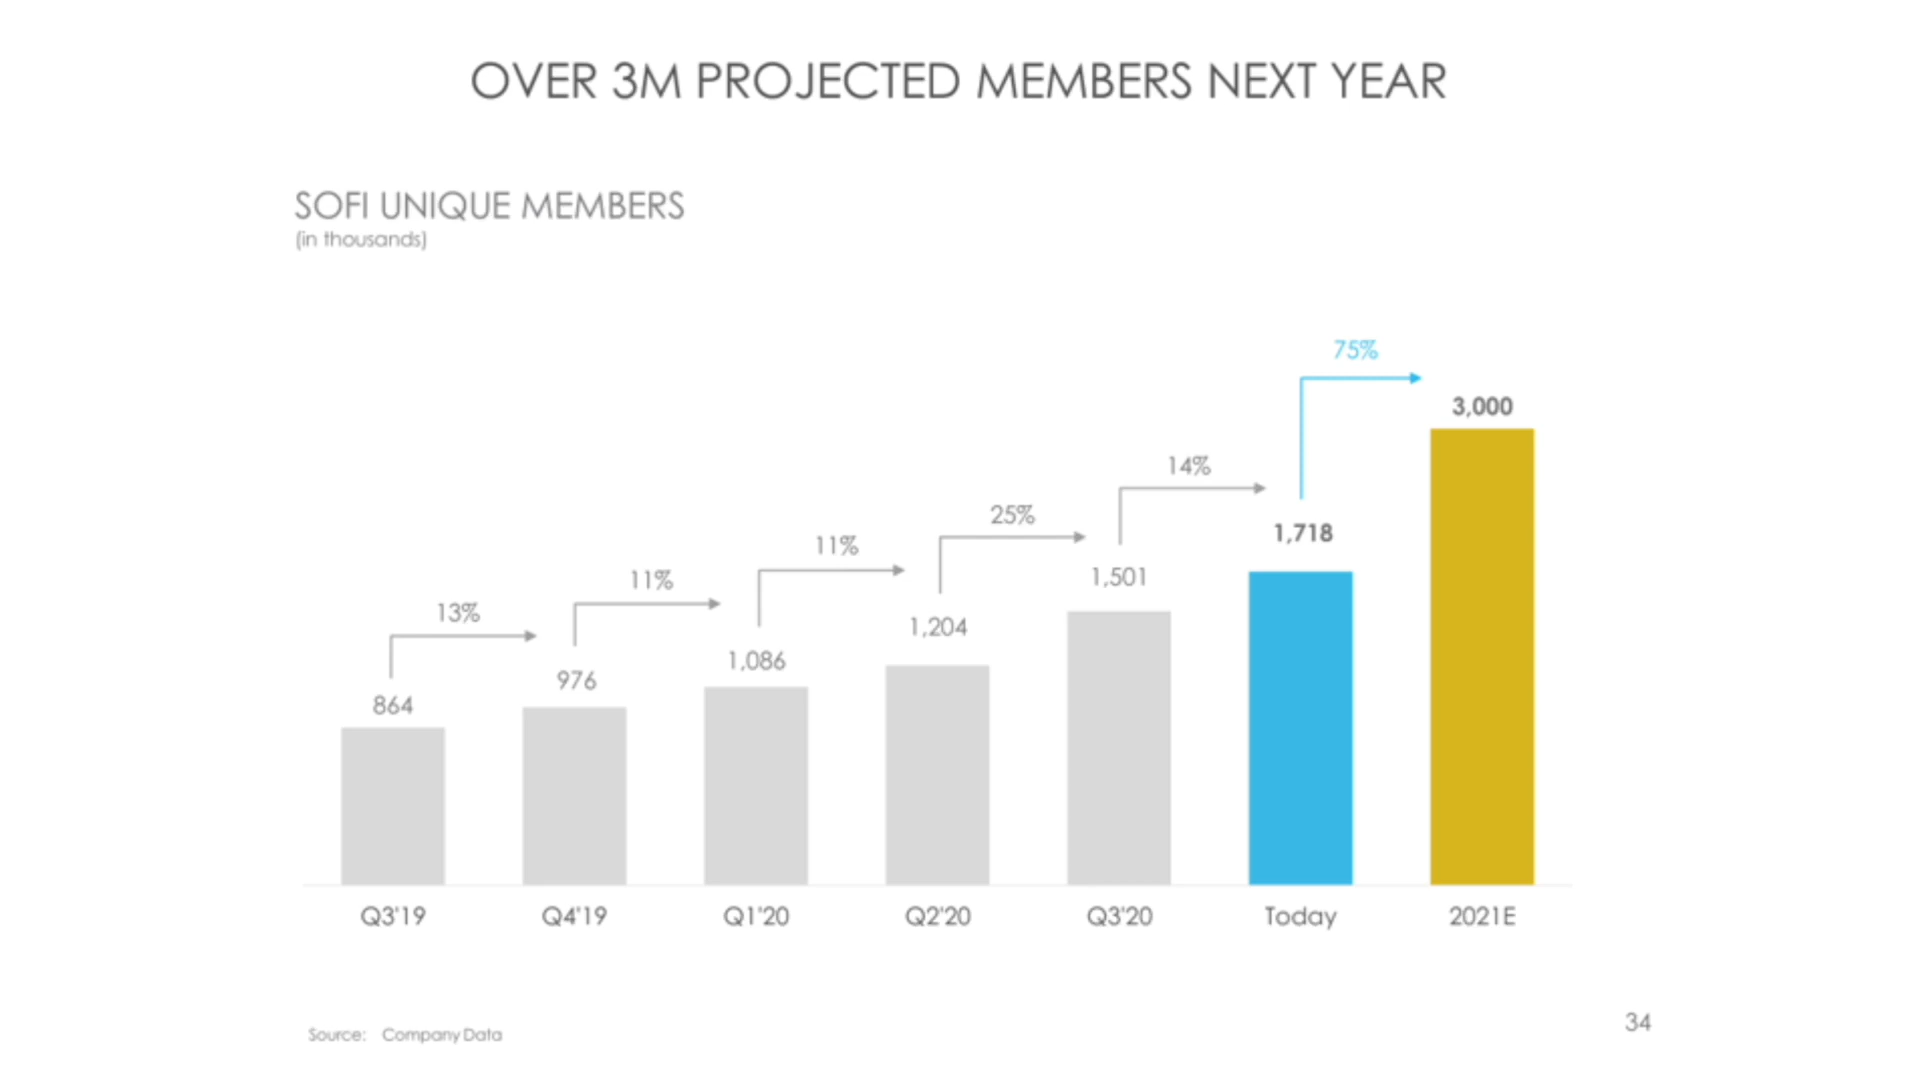 OVER 3M PROJECTED MEMBERS NEXT YEAR
SOFI UNIQUE MEMBERS
(in thousands)
75%
3,000
14%
1,718
25%
1,501
11%
1,204
11%
1,086
13%
976
864
Q3'19 Q4'19 Q1'20 Q2'20 Q3'20 Today 2021E
Source: Company Data
34